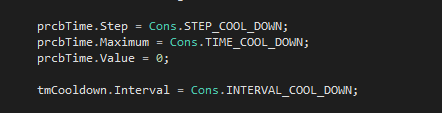 prcbTime.Step = Cons.STEP_COOL_DOWN;
prcbTime.Maximum = Cons.TIME_COOL_DOWN;
prcbTime.Value = 0;
tmCooldown.Interval = Cons.INTERVAL_COOL_DOWN;